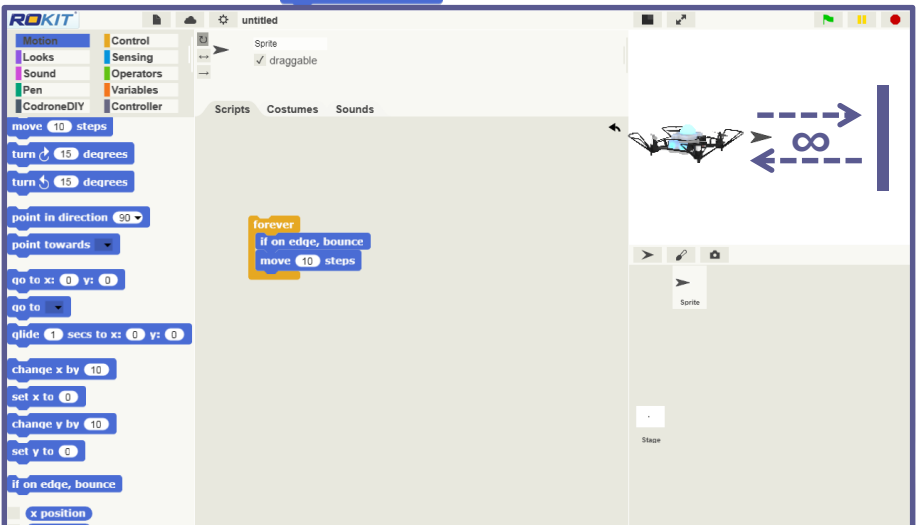 ROKIT
untitled
Motion
Control
Looks
Sensing
Sound
Operators
Pen
Variables
CodroneDIY
Controller
Sprite
draggable
Scripts Costumes Sounds
move 10 steps
turn 15 degrees
turn 15 degrees
point in direction 90
point towards
go to x: 0 y: 0
go to
glide 1 secs to x: 0 y: 0
change x by 10
set x to 0
change y by 10
set y to 0
if on edge, bounce
x position
forever
if on edge, bounce
move 10 steps
∞
Sprite
Stage